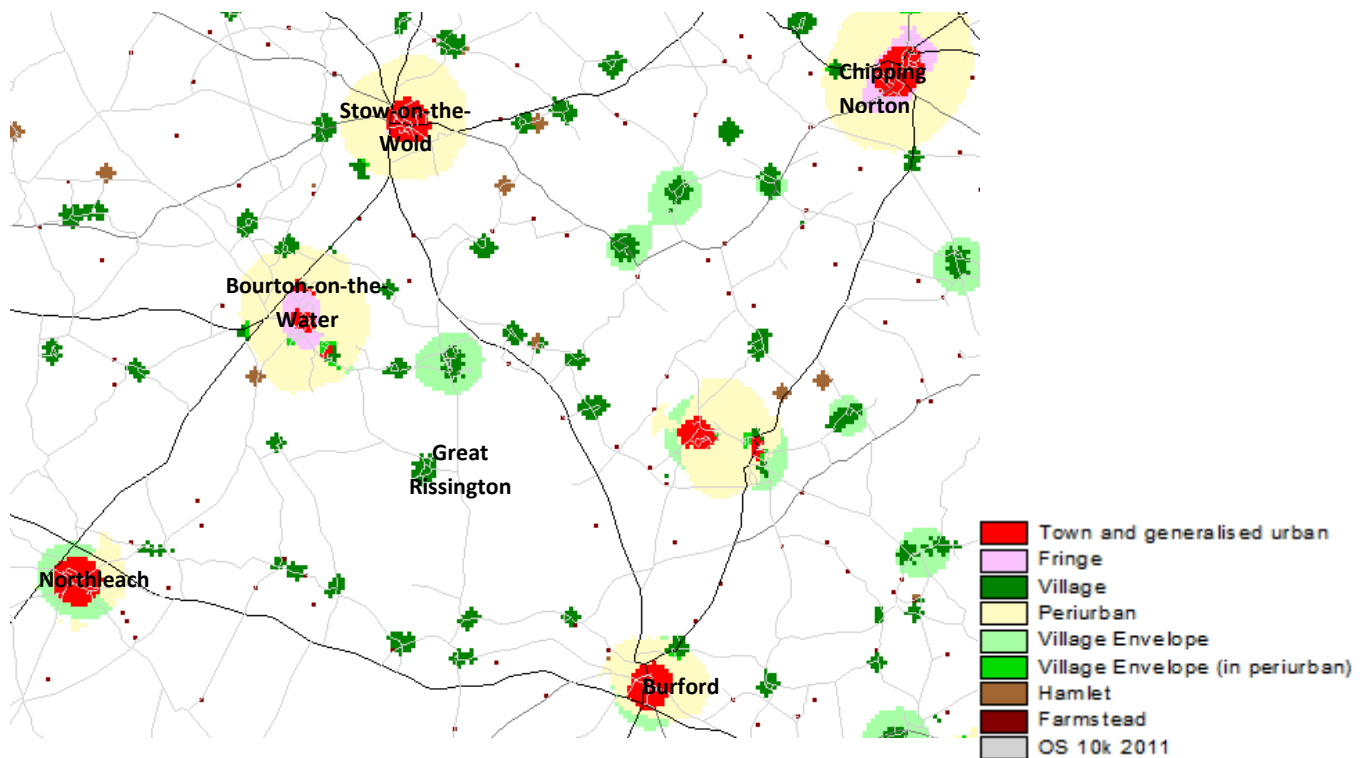 Chipping
Norton
Stow-on-the-
Wold
Bourton-on-the-
Water
Great
Rissington
Northleach
Burford
Town and generalised urban
Fringe
Village
Periurban
Village Envelope
Village Envelope (in periurban)
Hamlet
Farmstead
OS 10k 2011